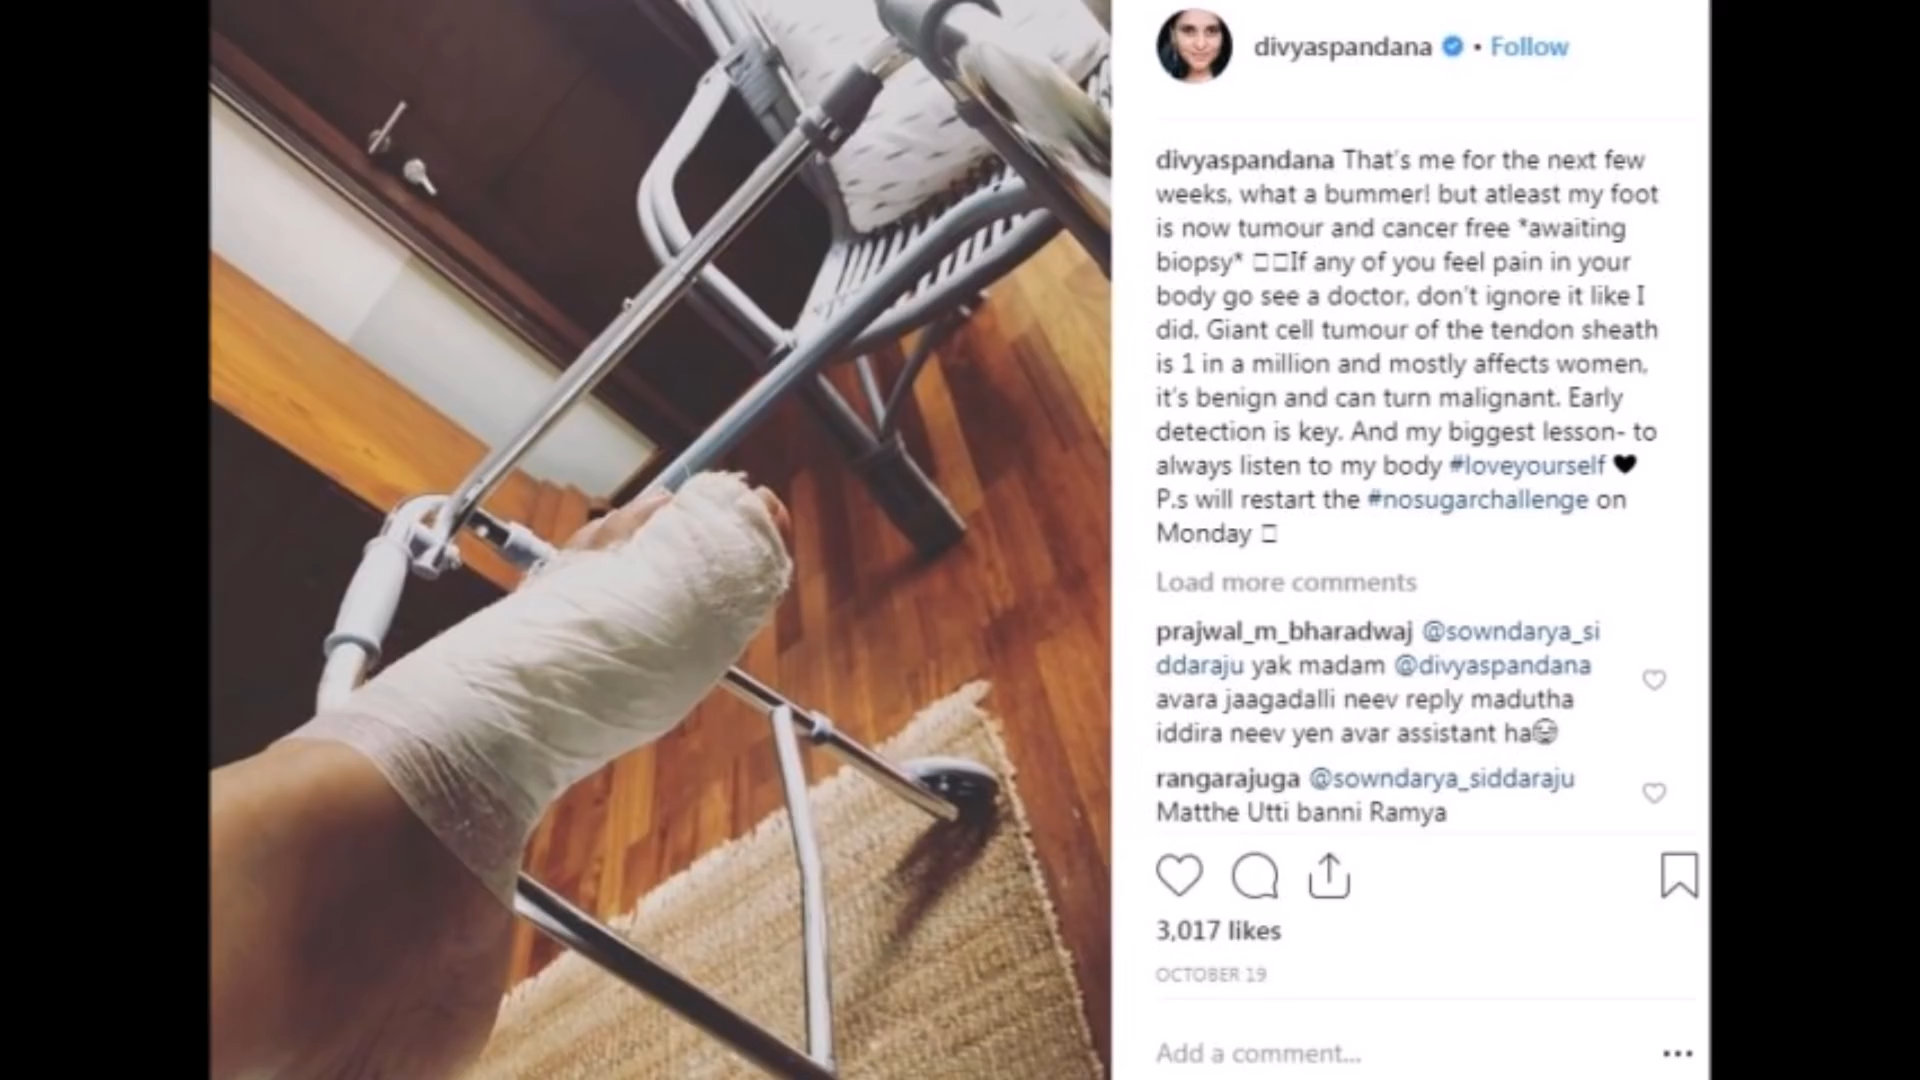 divyaspandana • Follow
divyaspandana That's me for the next few
weeks, what a bummer! but atleast my foot
is now tumour and cancer free *awaiting
biopsy* □□If any of you feel pain in your
body go see a doctor, don't ignore it like I
did. Giant cell tumour of the tendon sheath
is 1 in a million and mostly affects women,
it's benign and can turn malignant. Early
detection is key. And my biggest lesson- to
always listen to my body #loveyourself 🖤
P.s will restart the #nosugarchallenge on
Monday □
Load more comments
prajwal_m_bharadwaj @sowndarya_si
ddaraju yak madam @divyaspandana
avara jaagadalli neev reply madutha
iddira neev yen avar assistant ha
rangarajuga @sowndarya_siddaraju
Matthe Utti banni Ramya
3,017 likes
OCTOBER 19
Add a comment...